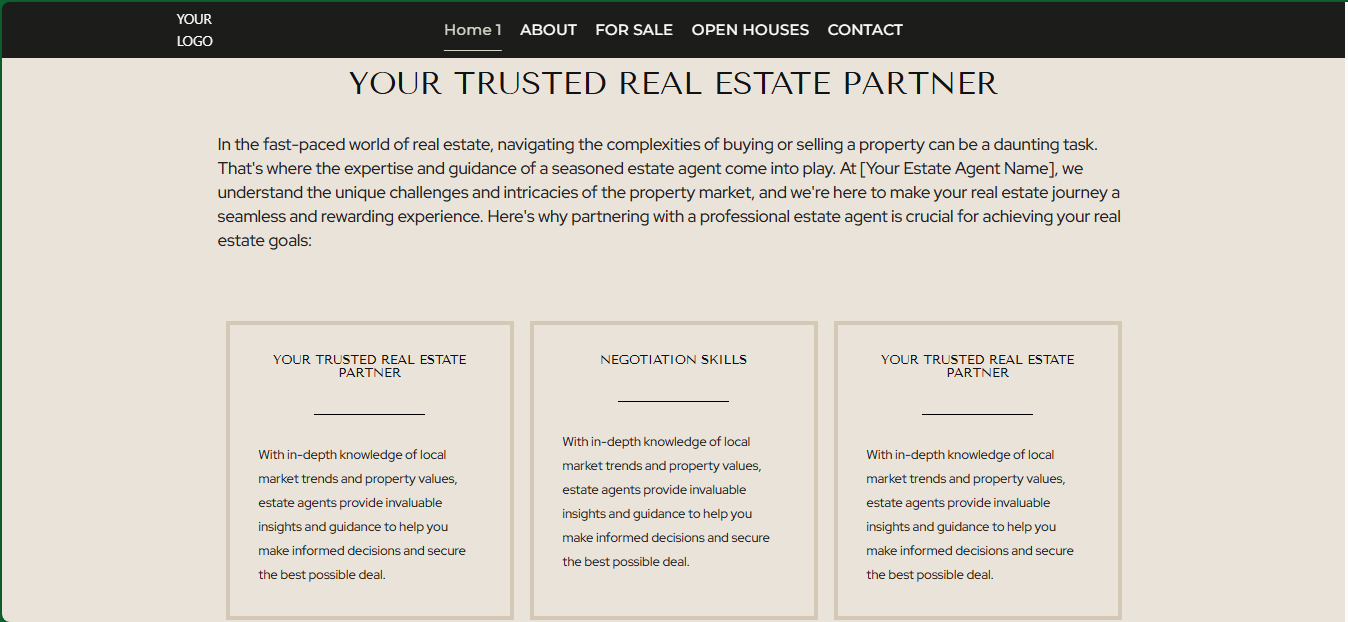 YOUR
LOGO
Home 1 ABOUT FOR SALE OPEN HOUSES CONTACT
YOUR TRUSTED REAL ESTATE PARTNER
In the fast-paced world of real estate, navigating the complexities of buying or selling a property can be a daunting task.
That's where the expertise and guidance of a seasoned estate agent come into play. At [Your Estate Agent Name], we
understand the unique challenges and intricacies of the property market, and we're here to make your real estate journey a
seamless and rewarding experience. Here's why partnering with a professional estate agent is crucial for achieving your real
estate goals:
YOUR TRUSTED REAL ESTATE
PARTNER
With in-depth knowledge of local
market trends and property values,
estate agents provide invaluable
insights and guidance to help you
make informed decisions and secure
the best possible deal.
NEGOTIATION SKILLS
With in-depth knowledge of local
market trends and property values,
estate agents provide invaluable
insights and guidance to help you
make informed decisions and secure
the best possible deal.
YOUR TRUSTED REAL ESTATE
PARTNER
With in-depth knowledge of local
market trends and property values,
estate agents provide invaluable
insights and guidance to help you
make informed decisions and secure
the best possible deal.